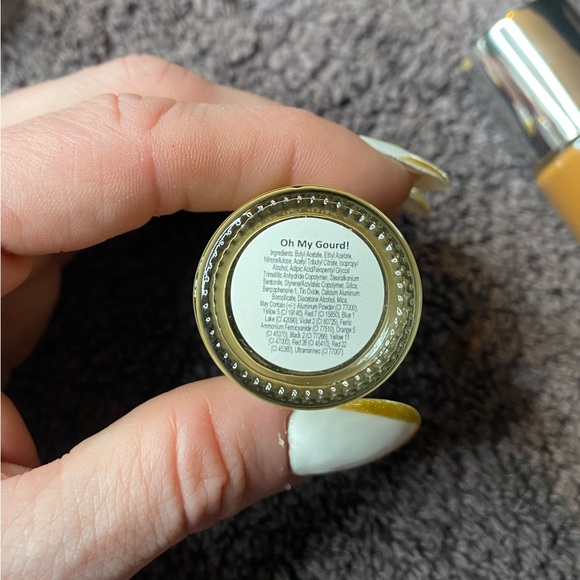 Oh My Gourd!
Ingredients: Butyl Acetate, Ethyl Acetate,
Nitrocellulose, Acetyl Tributyl Citrate, Isopropyl
Alcohol, Adipic Acid/Neopentyl Glycol/
Trimellitic Anhydride Copolymer, Stearalkonium
Bentonite, Styrene/Acrylates Copolymer, Silica,
Benzophenone-1, Tin Oxide, Calcium Aluminum
Borosilicate, Diacetone Alcohol, Mica.
May Contain (+/-): Aluminum Powder (CI 77000),
Yellow 5 (CI 19140), Red 7 (CI 15850), Blue 1
Lake (CI 42090), Violet 2 (CI 60725), Ferric
Ammonium Ferrocyanide (CI 77510), Orange 5
(CI 45370), Black 2 (CI 77266), Yellow 11
(CI 47000), Red 28 (CI 45410), Red 22
(CI 45380), Ultramarines (CI 77007)